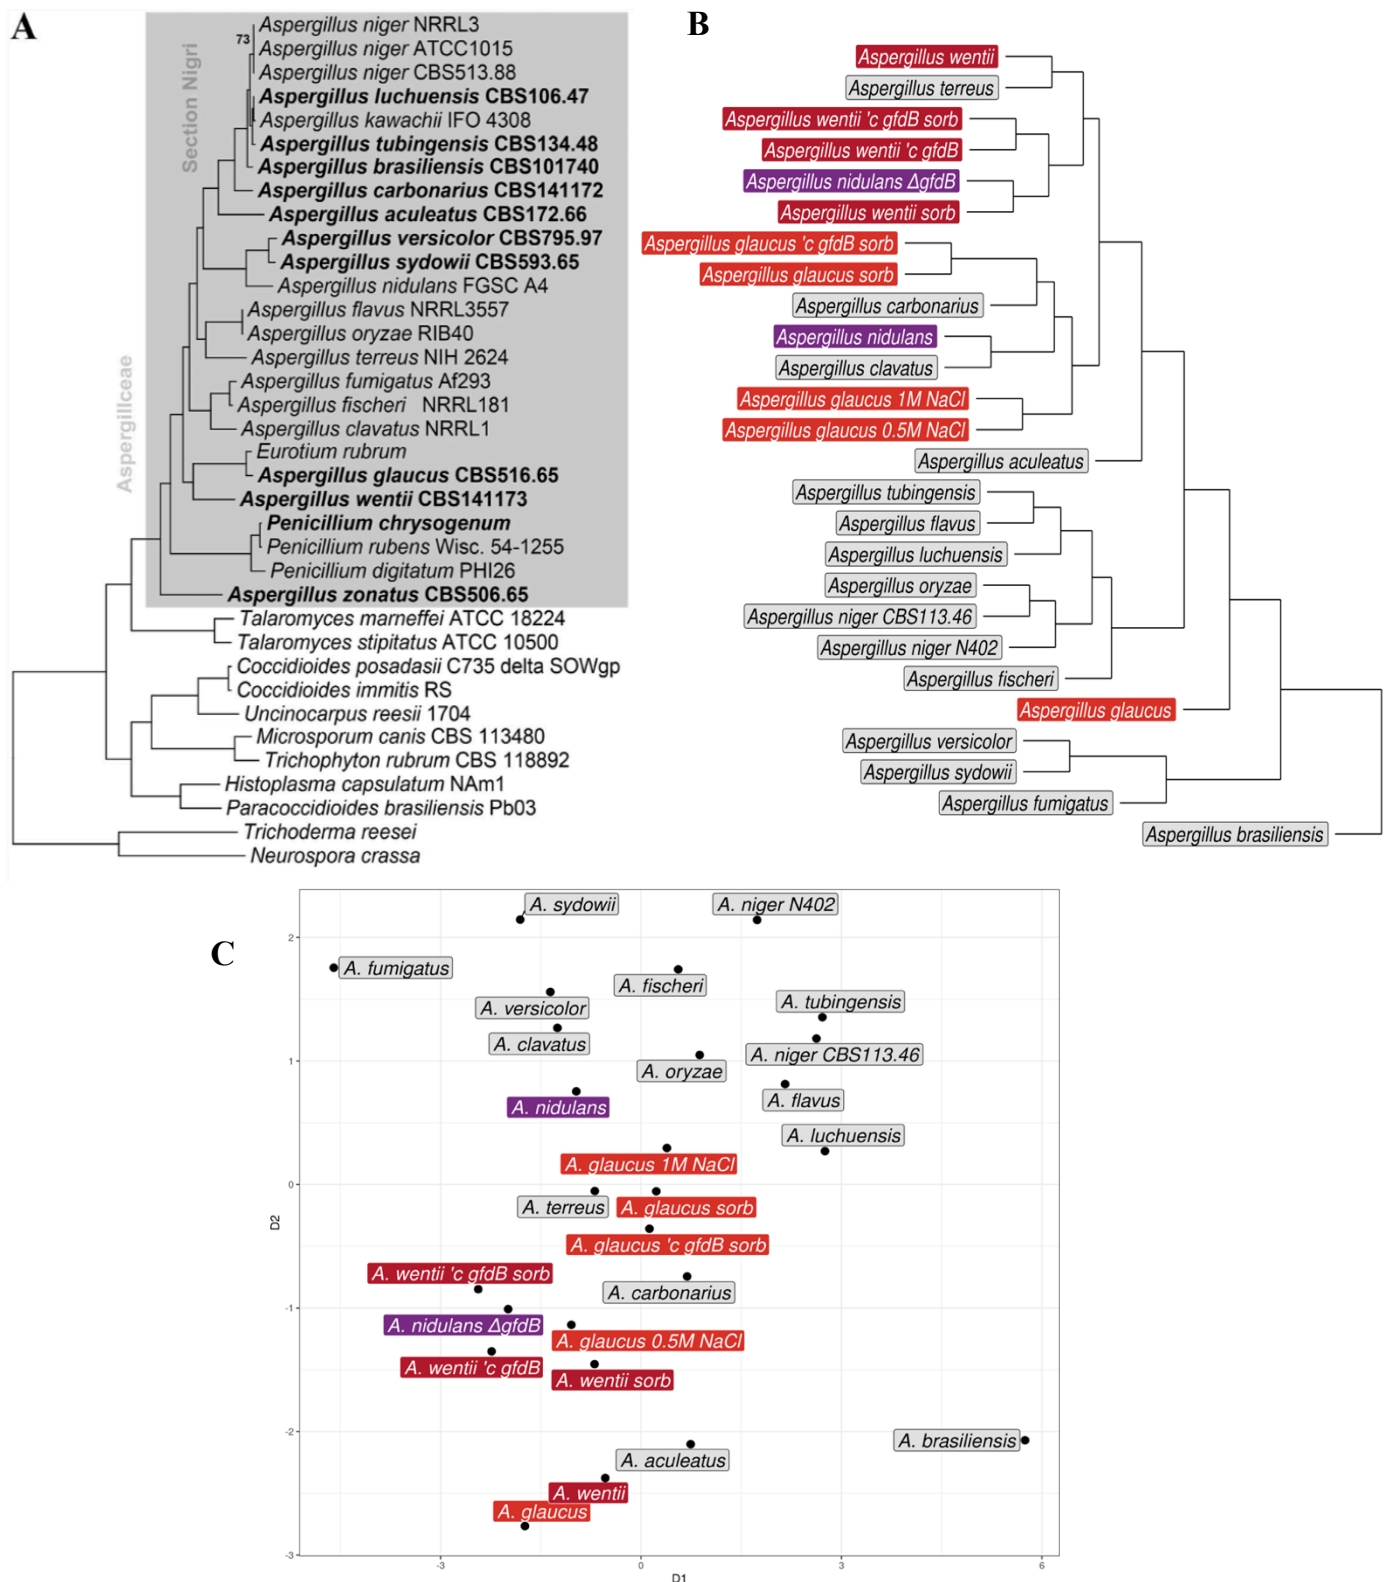 A
Section Nigri
Aspergillceae
73
Aspergillus niger NRRL3
Aspergillus niger ATCC1015
Aspergillus niger CBS513.88
Aspergillus luchuensis CBS106.47
Aspergillus kawachii IFO 4308
Aspergillus tubingensis CBS134.48
Aspergillus brasiliensis CBS101740
Aspergillus carbonarius CBS141172
Aspergillus aculeatus CBS172.66
Aspergillus versicolor CBS795.97
Aspergillus sydowii CBS593.65
Aspergillus nidulans FGSC A4
Aspergillus flavus NRRL3557
Aspergillus oryzae RIB40
Aspergillus terreus NIH 2624
Aspergillus fumigatus Af293
Aspergillus fischeri NRRL181
Aspergillus clavatus NRRL1
Eurotium rubrum
Aspergillus glaucus CBS516.65
Aspergillus wentii CBS141173
Penicillium chrysogenum
Penicillium rubens Wisc. 54-1255
Penicillium digitatum PHI26
Aspergillus zonatus CBS506.65
Talaromyces marneffei ATCC 18224
Talaromyces stipitatus ATCC 10500
Coccidioides posadasii C735 delta SOWgp
Coccidioides immitis RS
Uncinocarpus reesii 1704
Microsporum canis CBS 113480
Trichophyton rubrum CBS 118892
Histoplasma capsulatum NAm1
Paracoccidioides brasiliensis Pb03
Trichoderma reesei
Neurospora crassa
B
Aspergillus wentii
Aspergillus terreus
Aspergillus wentii 'c gfdB sorb
Aspergillus wentii 'c gfdB
Aspergillus nidulans ΔgfdB
Aspergillus wentii sorb
Aspergillus glaucus 'c gfdB sorb
Aspergillus glaucus sorb
Aspergillus carbonarius
Aspergillus nidulans
Aspergillus clavatus
Aspergillus glaucus 1M NaCl
Aspergillus glaucus 0.5M NaCl
Aspergillus aculeatus
Aspergillus tubingensis
Aspergillus flavus
Aspergillus luchuensis
Aspergillus oryzae
Aspergillus niger CBS113.46
Aspergillus niger N402
Aspergillus fischeri
Aspergillus glaucus
Aspergillus versicolor
Aspergillus sydowii
Aspergillus fumigatus
Aspergillus brasiliensis
C
A. sydowii
A. niger N402
2
A. fumigatus
A. fischeri
A. tubingensis
A. versicolor
A. clavatus
A. niger CBS113.46
1
A. oryzae
A. flavus
A. nidulans
A. luchuensis
A. glaucus 1M NaCl
0
A. terreus
A. glaucus sorb
D2
A. glaucus 'c gfdB sorb
A. wentii 'c gfdB sorb
A. carbonarius
-1
A. nidulans ΔgfdB
A. glaucus 0.5M NaCl
A. wentii 'c gfdB
A. wentii sorb
-2
A. brasiliensis
A. aculeatus
A. wentii
A. glaucus
-3
-3
0
3
6
D1